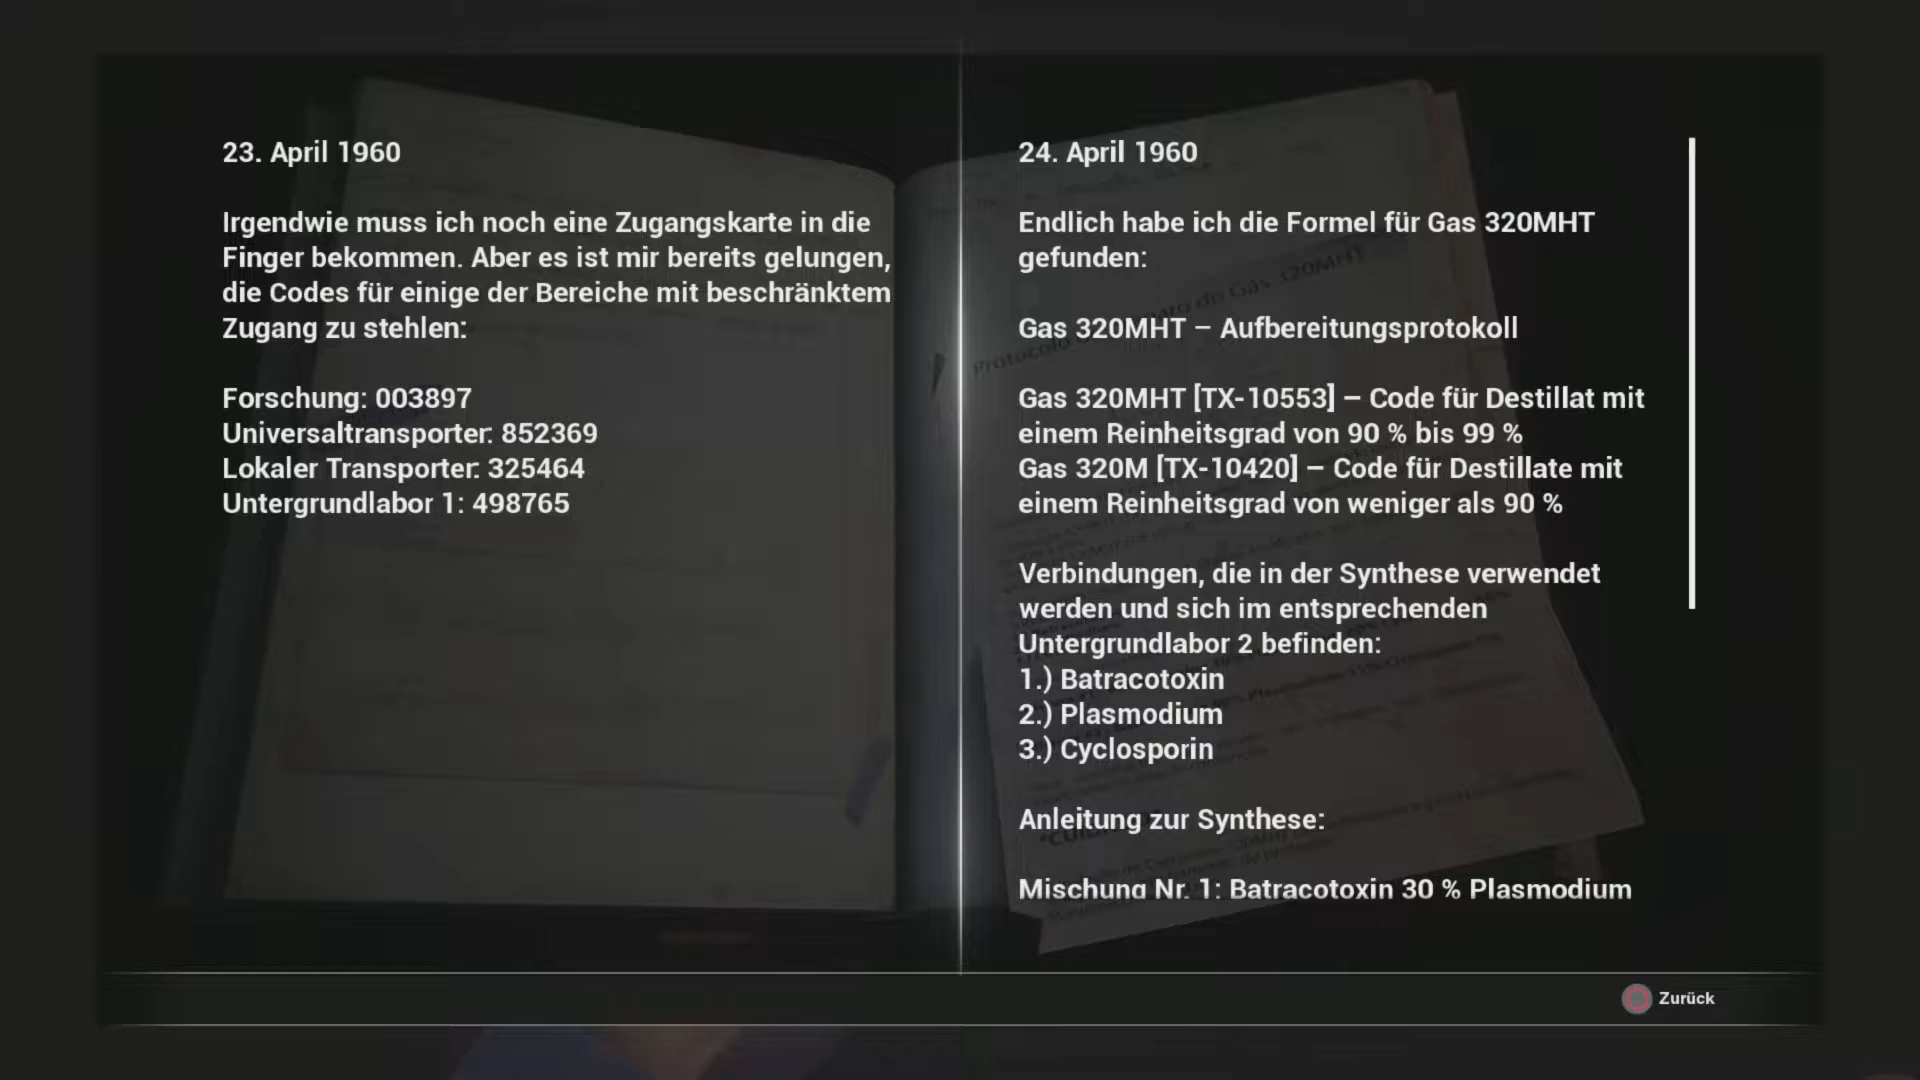 23. April 1960
Irgendwie muss ich noch eine Zugangskarte in die
Finger bekommen. Aber es ist mir bereits gelungen,
die Codes für einige der Bereiche mit beschränktem
Zugang zu stehlen:
Forschung: 003897
Universaltransporter: 852369
Lokaler Transporter: 325464
Untergrundlabor 1: 498765
24. April 1960
Endlich habe ich die Formel für Gas 320MHT
gefunden:
Gas 320MHT – Aufbereitungsprotokoll
Gas 320MHT [TX-10553] – Code für Destillat mit
einem Reinheitsgrad von 90 % bis 99 %
Gas 320M [TX-10420] – Code für Destillate mit
einem Reinheitsgrad von weniger als 90 %
Verbindungen, die in der Synthese verwendet
werden und sich im entsprechenden
Untergrundlabor 2 befinden:
1.) Batracotoxin
2.) Plasmodium
3.) Cyclosporin
Anleitung zur Synthese:
Mischung Nr. 1: Batracotoxin 30 % Plasmodium
Zurück